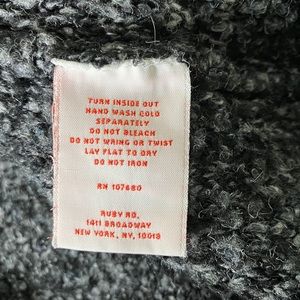 TURN INSIDE OUT
HAND WASH COLD
SEPARATELY
DO NOT BLEACH
DO NOT WRING OR TWIST
LAY FLAT TO DRY
DO NOT IRON
RN 107680
RUBY RD.
1411 BROADWAY
NEW YORK, NY, 10018